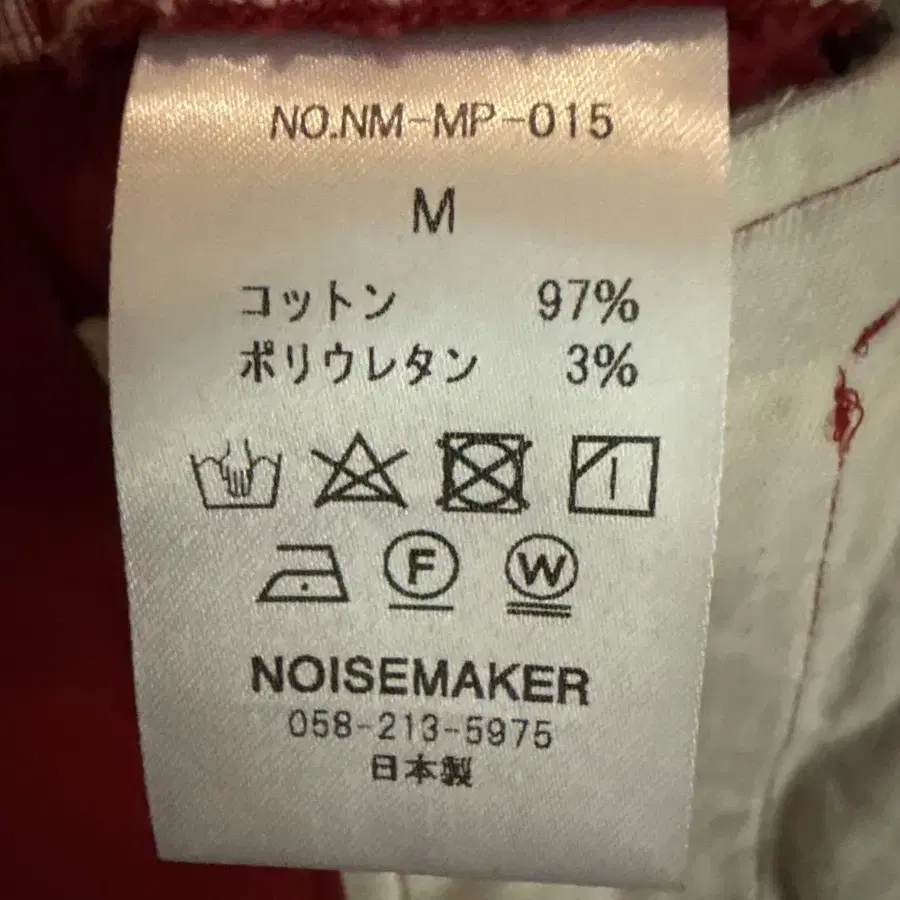 NO.NM-MP-015
M
コットン 97%
ポリウレタン 3%
F W
NOISEMAKER
058-213-5975
日本製